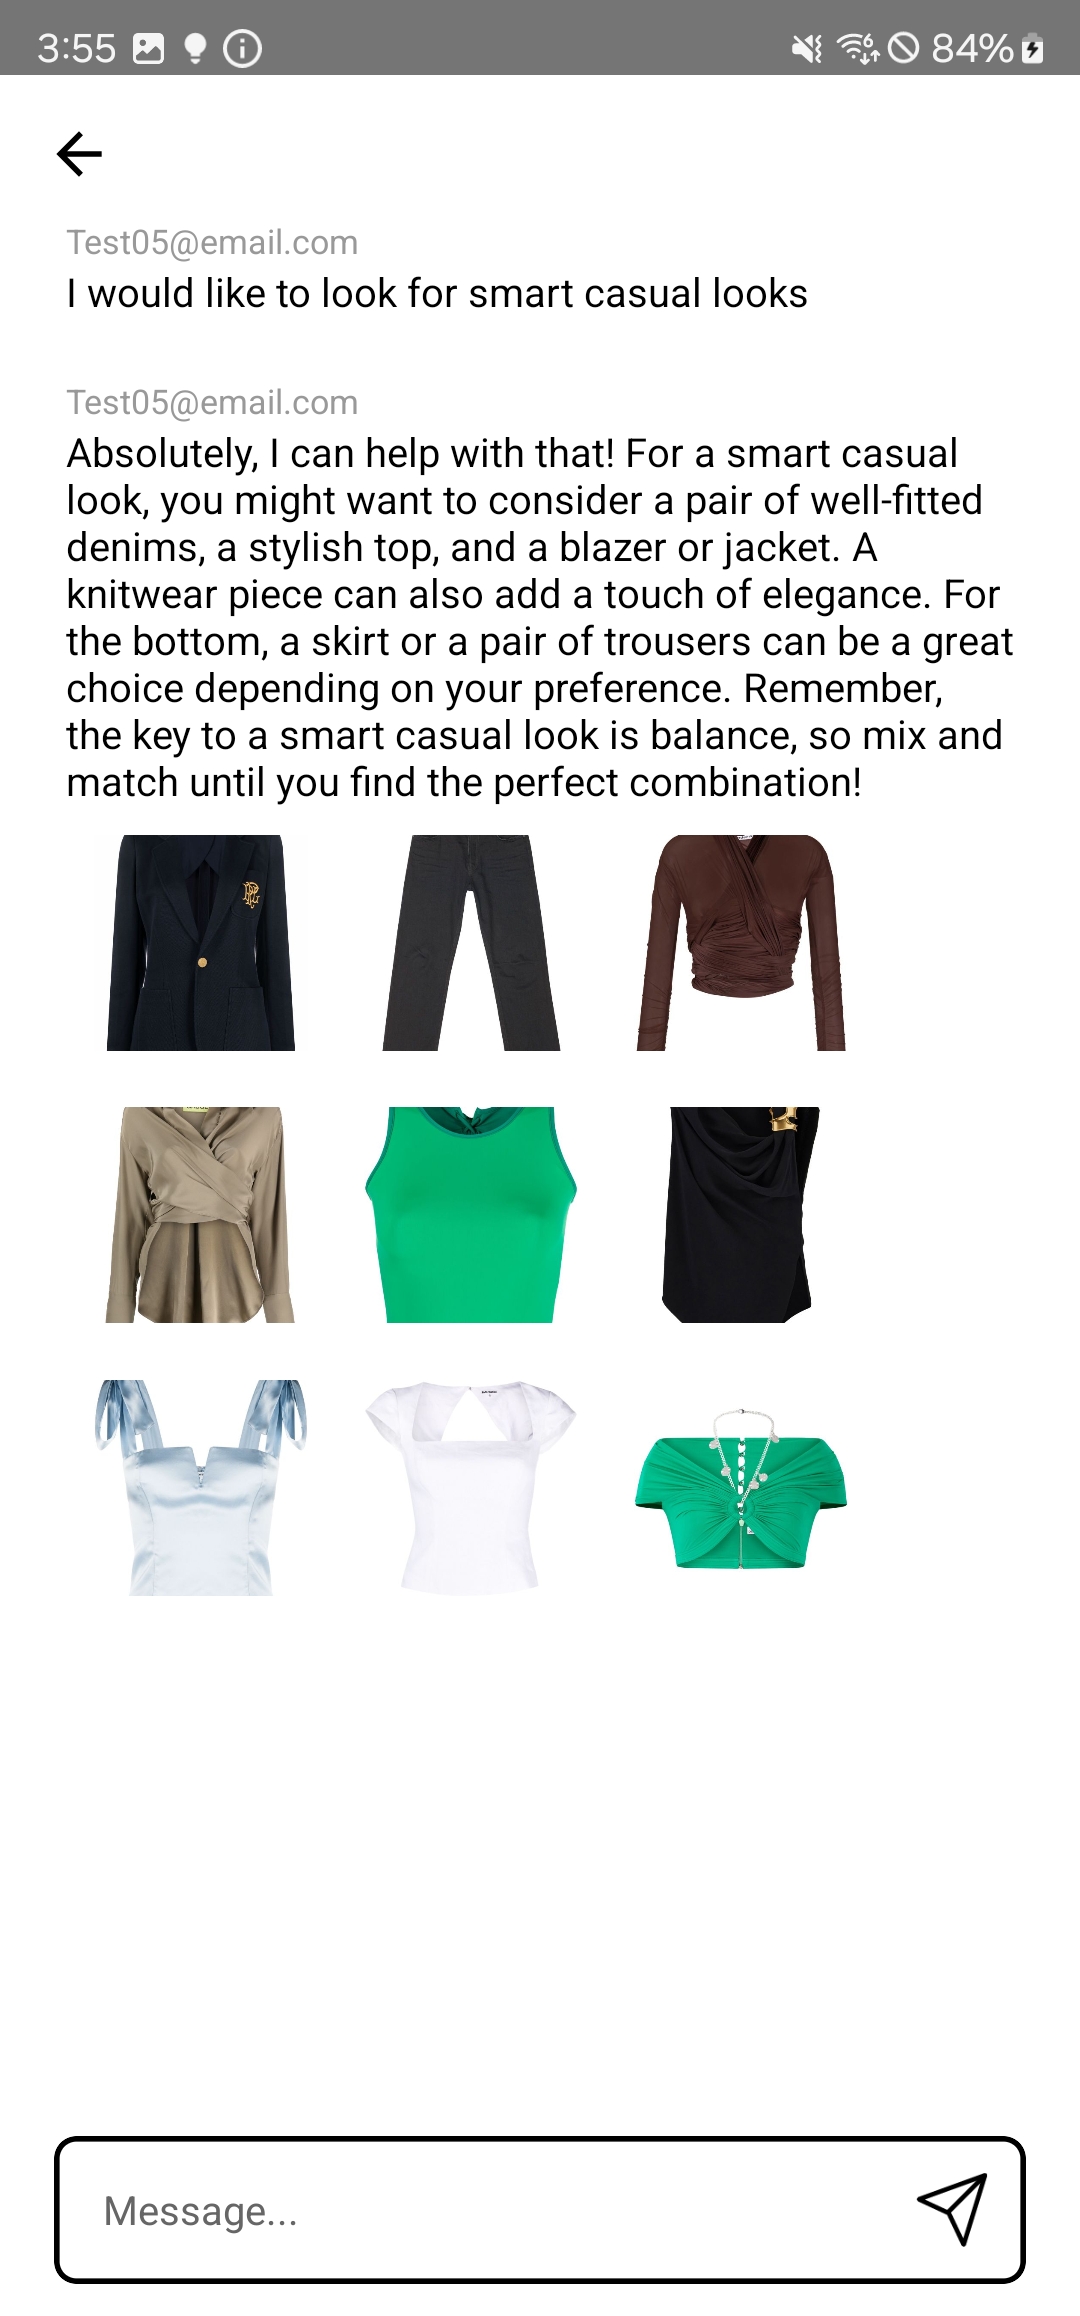 3:55
84%
Test05@email.com
I would like to look for smart casual looks
Test05@email.com
Absolutely, I can help with that! For a smart casual
look, you might want to consider a pair of well-fitted
denims, a stylish top, and a blazer or jacket. A
knitwear piece can also add a touch of elegance. For
the bottom, a skirt or a pair of trousers can be a great
choice depending on your preference. Remember,
the key to a smart casual look is balance, so mix and
match until you find the perfect combination!
Message...